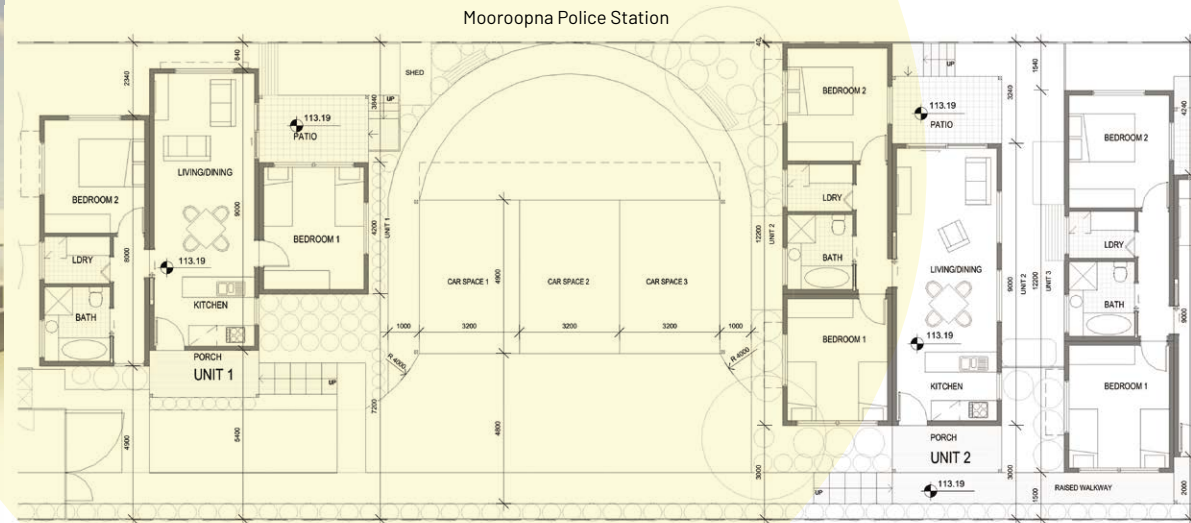 Mooroopna Police Station
40
840
2340
1540
SHED
UP
UP
3840
3240
4240
BEDROOM 2
BEDROOM 2
113.19
PATIO
113.19
PATIO
LIVING/DINING
BEDROOM 2
LDRY
9000
4200
UNIT 1
BEDROOM 1
12200
UNIT 2
BATH
LDRY
8000
113.19
CAR SPACE 1
4900
CAR SPACE 2
CAR SPACE 3
LIVING/DINING
9000
UNIT 2
12200
UNIT 3
LDRY
KITCHEN
BATH
BATH
9000
1000
3200
3200
3200
1000
BEDROOM 1
113.19
R 4000
R 4000
PORCH
UNIT 1
UP
KITCHEN
BEDROOM 1
7200
4900
5400
4800
3000
PORCH
UNIT 2
3000
UP
113.19
1500
RAISED WALKWAY
2000